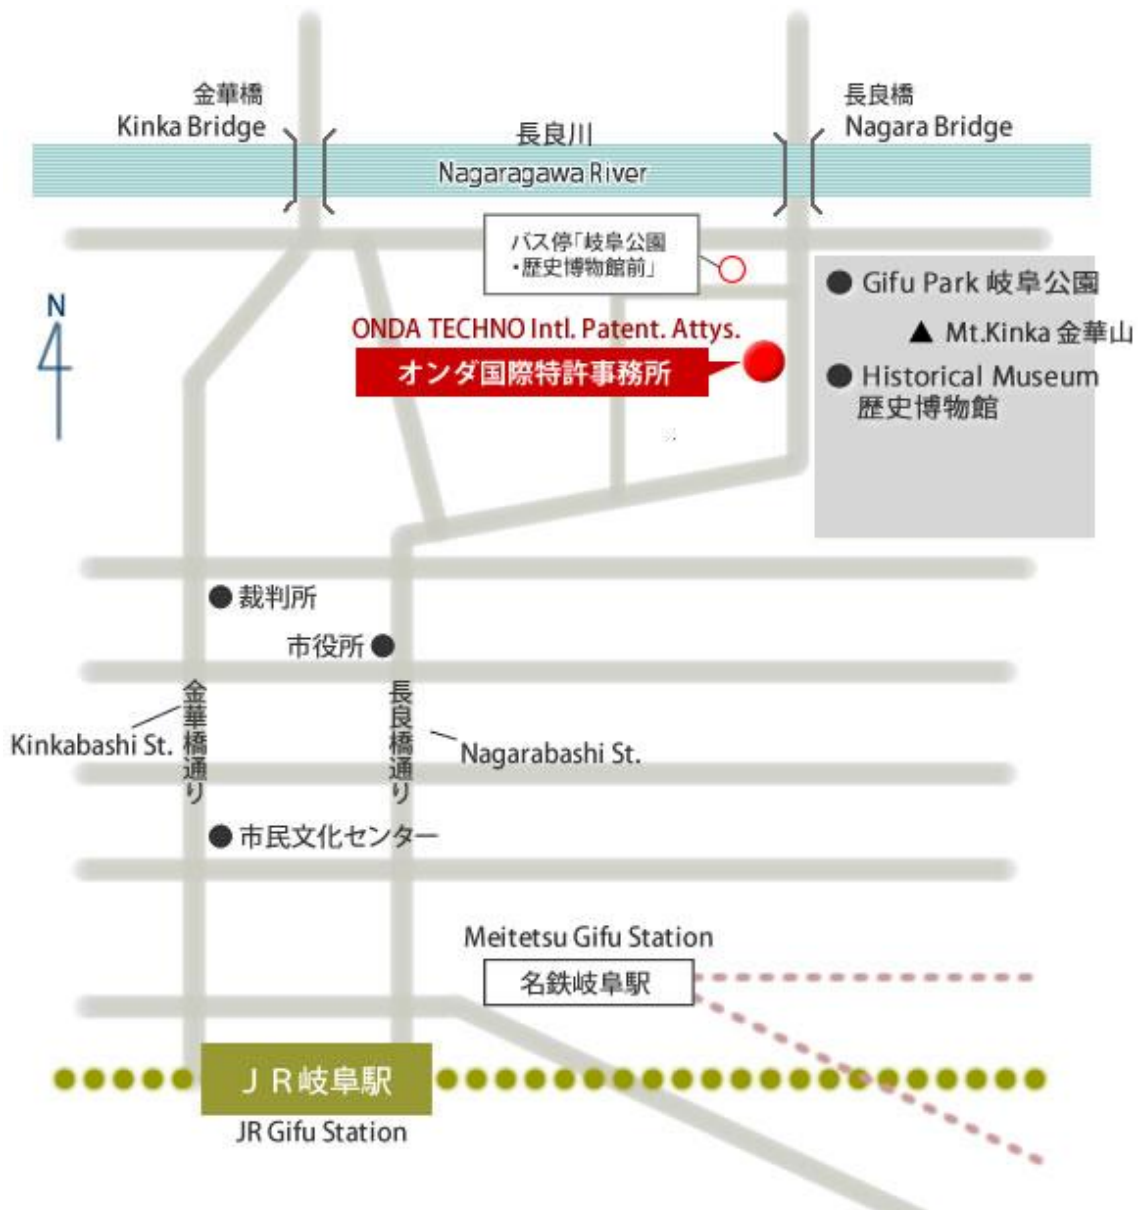 金華橋
Kinka Bridge
長良川
Nagaragawa River
長良橋
Nagara Bridge
バス停「岐阜公園
・歴史博物館前」
N
ONDA TECHNO Intl. Patent. Attys.
オンダ国際特許事務所
Gifu Park 岐阜公園
Mt.Kinka 金華山
Historical Museum
歴史博物館
裁判所
市役所
金華橋通り
Kinkabashi St.
長良橋通り
Nagarabashi St.
市民文化センター
Meitetsu Gifu Station
名鉄岐阜駅
ＪＲ岐阜駅
JR Gifu Station